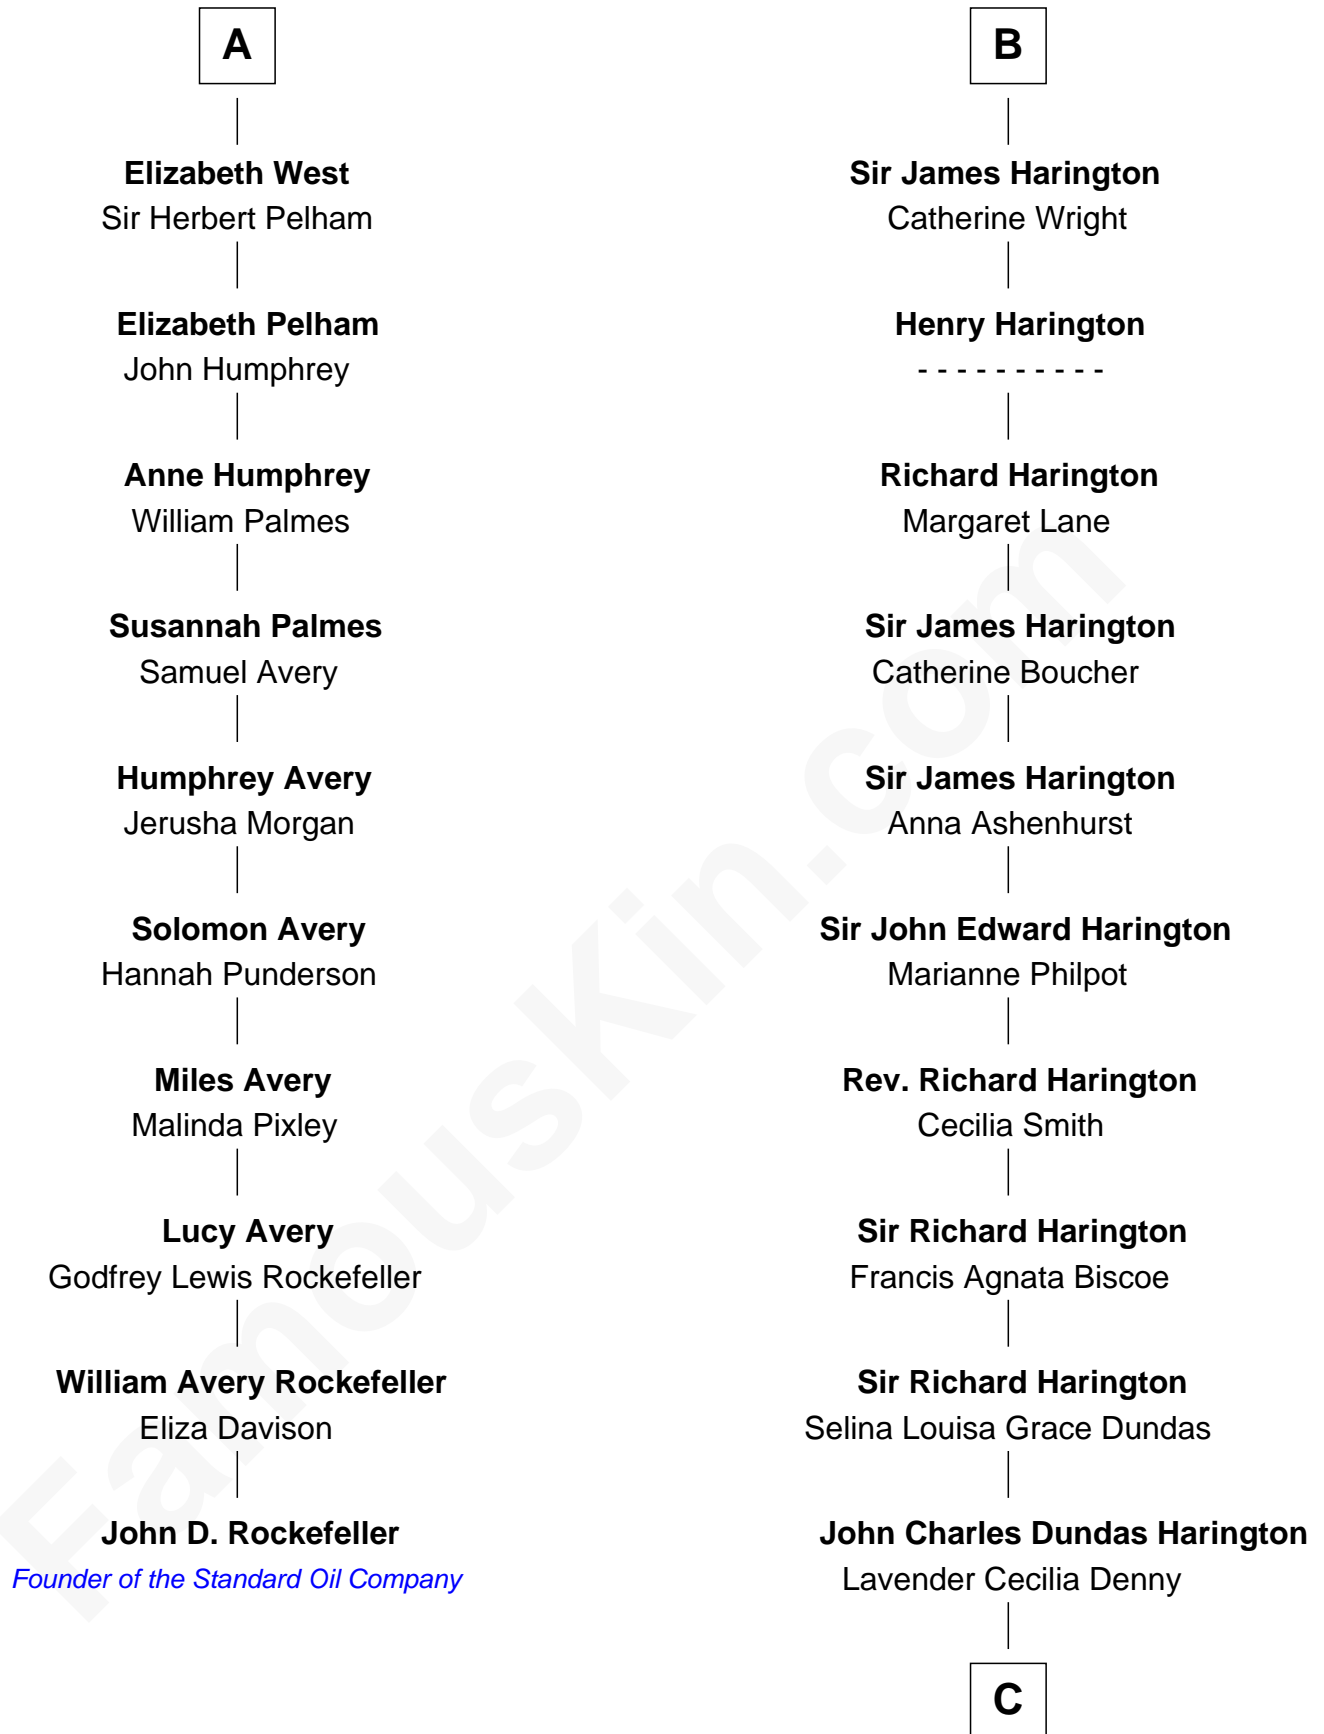 A
Elizabeth West
Sir Herbert Pelham
Elizabeth Pelham
John Humphrey
Anne Humphrey
William Palmes
Susannah Palmes
Samuel Avery
Humphrey Avery
Jerusha Morgan
Solomon Avery
Hannah Punderson
Miles Avery
Malinda Pixley
Lucy Avery
Godfrey Lewis Rockefeller
William Avery Rockefeller
Eliza Davison
John D. Rockefeller
Founder of the Standard Oil Company
B
Sir James Harington
Catherine Wright
Henry Harington
- - - - - - - - - -
Richard Harington
Margaret Lane
Sir James Harington
Catherine Boucher
Sir James Harington
Anna Ashenhurst
Sir John Edward Harington
Marianne Philpot
Rev. Richard Harington
Cecilia Smith
Sir Richard Harington
Francis Agnata Biscoe
Sir Richard Harington
Selina Louisa Grace Dundas
John Charles Dundas Harington
Lavender Cecilia Denny
C
FamousKin.com